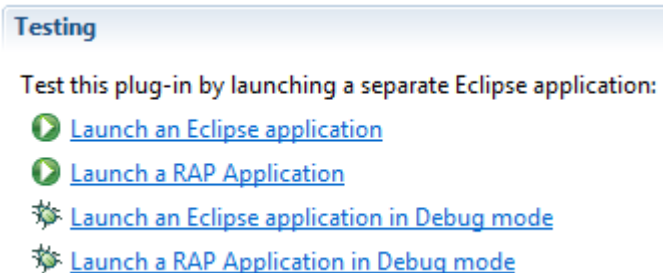 Testing
Test this plug-in by launching a separate Eclipse application:
Launch an Eclipse application
Launch a RAP Application
Launch an Eclipse application in Debug mode
Launch a RAP Application in Debug mode